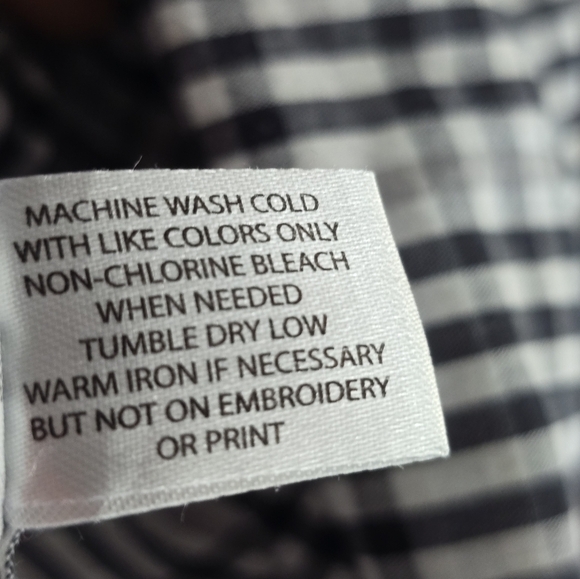 MACHINE WASH COLD
WITH LIKE COLORS ONLY
NON-CHLORINE BLEACH
WHEN NEEDED
TUMBLE DRY LOW
WARM IRON IF NECESSARY
BUT NOT ON EMBROIDERY
OR PRINT